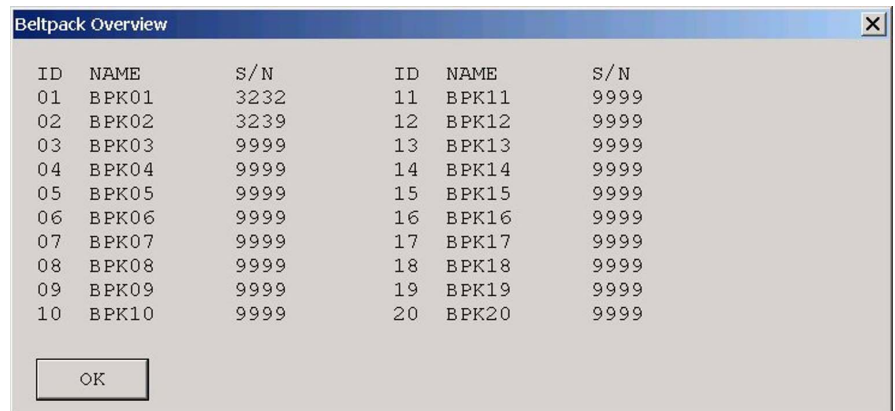 Beltpack Overview
ID NAME S/N ID NAME S/N
01 BPK01 3232 11 BPK11 9999
02 BPK02 3239 12 BPK12 9999
03 BPK03 9999 13 BPK13 9999
04 BPK04 9999 14 BPK14 9999
05 BPK05 9999 15 BPK15 9999
06 BPK06 9999 16 BPK16 9999
07 BPK07 9999 17 BPK17 9999
08 BPK08 9999 18 BPK18 9999
09 BPK09 9999 19 BPK19 9999
10 BPK10 9999 20 BPK20 9999
OK